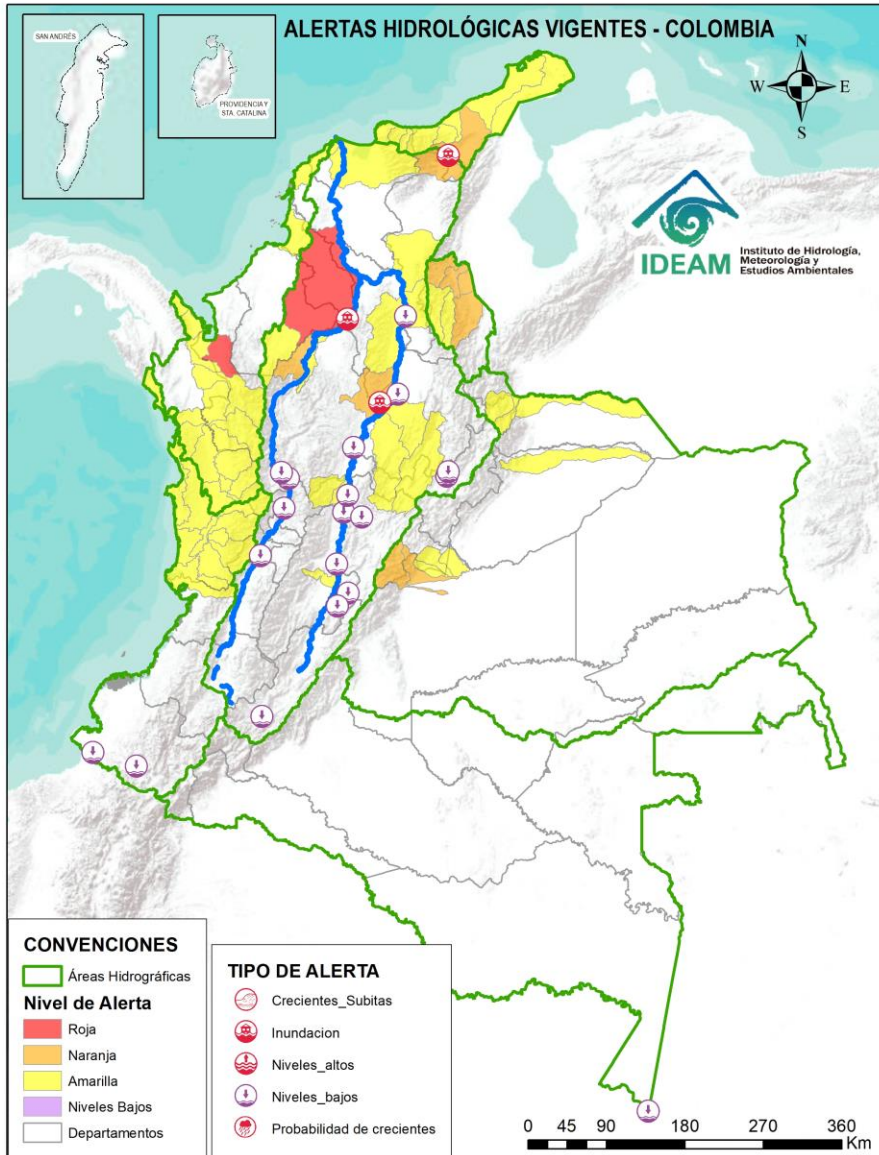 ALERTAS HIDROLÓGICAS VIGENTES - COLOMBIA
SAN ANDRÉS
PROVIDENCIA Y
STA. CATALINA
N
W
E
S
IDEAM
Instituto de Hidrología,
Meteorología y
Estudios Ambientales
CONVENCIONES
Áreas Hidrográficas
Nivel de Alerta
Roja
Naranja
Amarilla
Niveles Bajos
Departamentos
TIPO DE ALERTA
Crecientes_Subitas
Inundacion
Niveles_altos
Niveles_bajos
Probabilidad de crecientes
0 45 90 180 270 360
Km